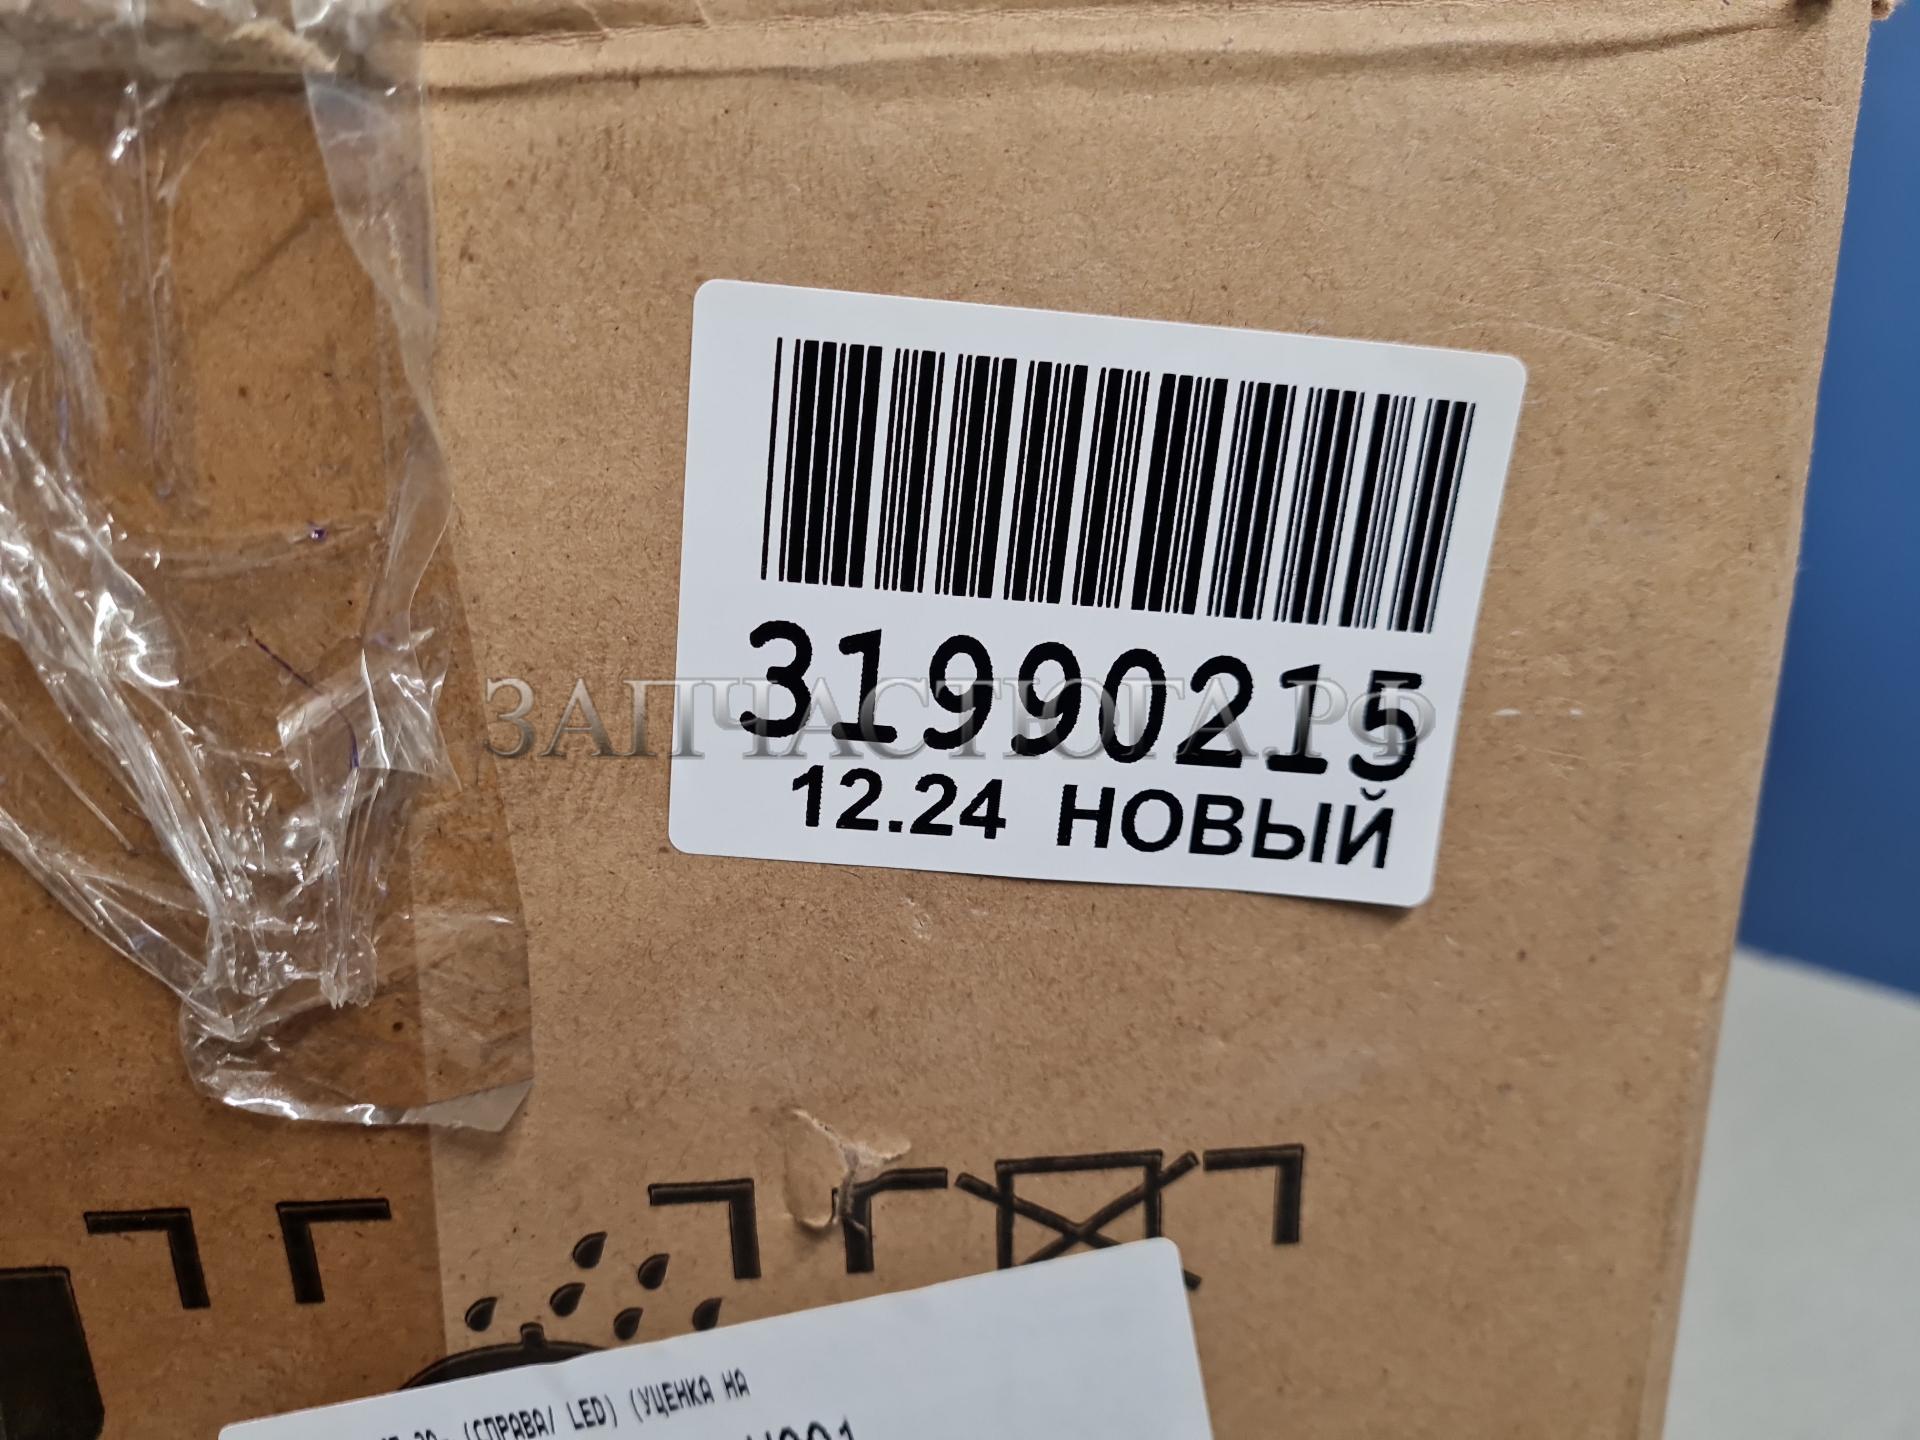 31990215
ЗАПЧАСТЮГА.РФ
12.24 НОВЫЙ
(СПРАВА/ LED) (УЦЕНКА НА